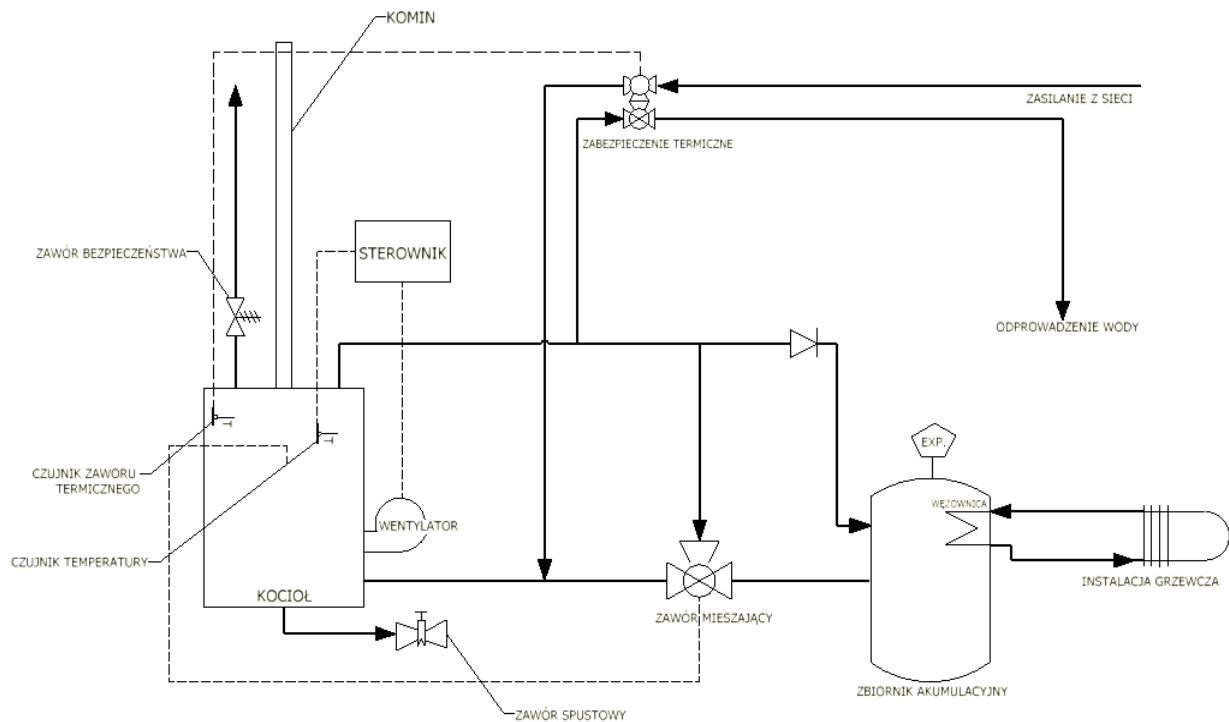 KOMIN
ZASILANIE Z SIECI
ZABEZPIECZENIE TERMICZNE
ZAWÓR BEZPIECZEŃSTWA
STEROWNIK
ODPROWADZENIE WODY
EXP.
CZUJNIK ZAWORU
TERMICZNEGO
WĘŻOWNICA
WENTYLATOR
CZUJNIK TEMPERATURY
INSTALACJA GRZEWCZA
KOCIOŁ
ZAWÓR MIESZAJĄCY
ZBIORNIK AKUMULACYJNY
ZAWÓR SPUSTOWY